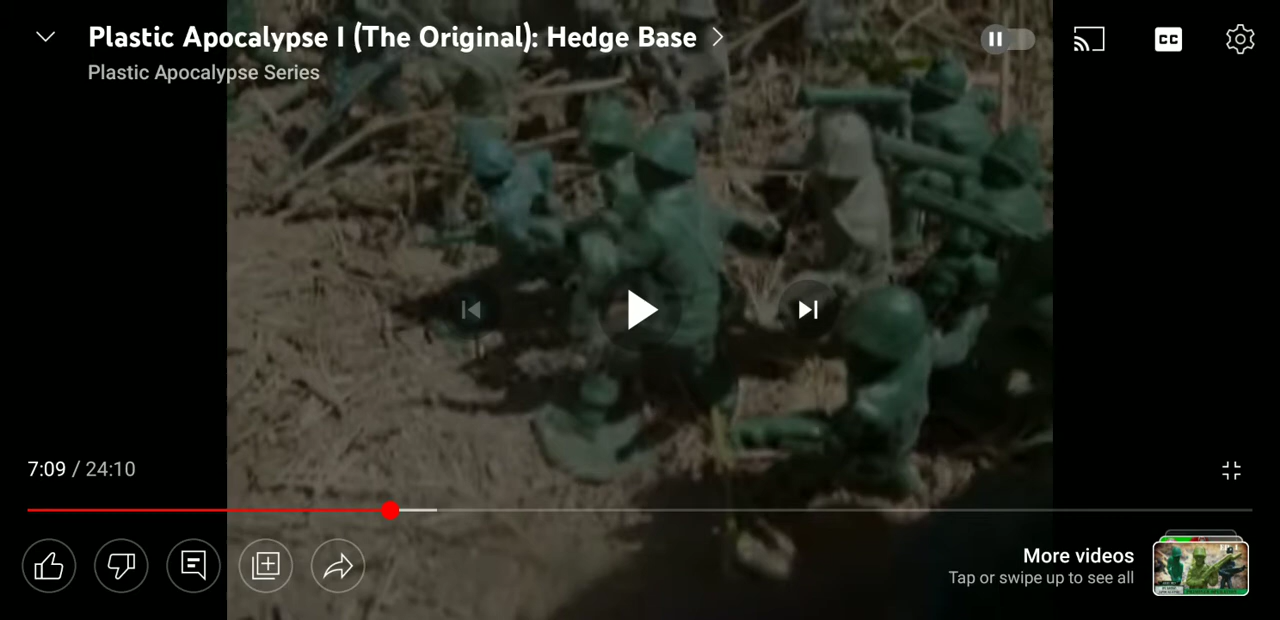 Plastic Apocalypse I (The Original): Hedge Base
Plastic Apocalypse Series
CC
7:09 / 24:10
More videos
Tap or swipe up to see all